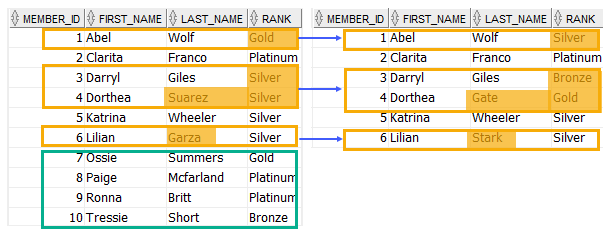 MEMBER_ID FIRST_NAME LAST_NAME RANK MEMBER_ID FIRST_NAME LAST_NAME RANK
1 Abel Wolf Gold 1 Abel Wolf Silver
2 Clarita Franco Platinum 2 Clarita Franco Platinum
3 Darryl Giles Silver 3 Darryl Giles Bronze
4 Dorthea Suarez Silver 4 Dorthea Gate Gold
5 Katrina Wheeler Silver 5 Katrina Wheeler Silver
6 Lilian Garza Silver 6 Lilian Stark Silver
7 Ossie Summers Gold
8 Paige Mcfarland Platinum
9 Ronna Britt Platinum
10 Tressie Short Bronze